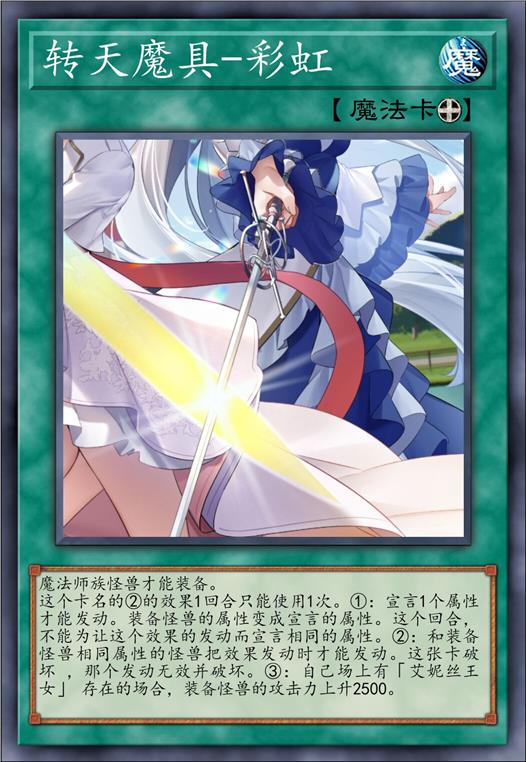 转天魔具-彩虹
魔
【魔法卡】
魔法师族怪兽才能装备。
这个卡名的②的效果1回合只能使用1次。①：宣言1个属性
才能发动。装备怪兽的属性变成宣言的属性。这个回合，
不能为让这个效果的发动而宣言相同的属性。②：和装备
怪兽相同属性的怪兽把效果发动时才能发动。这张卡破
坏 ，那个发动无效并破坏。③：自己场上有「艾妮丝王
女」 存在的场合，装备怪兽的攻击力上升2500。